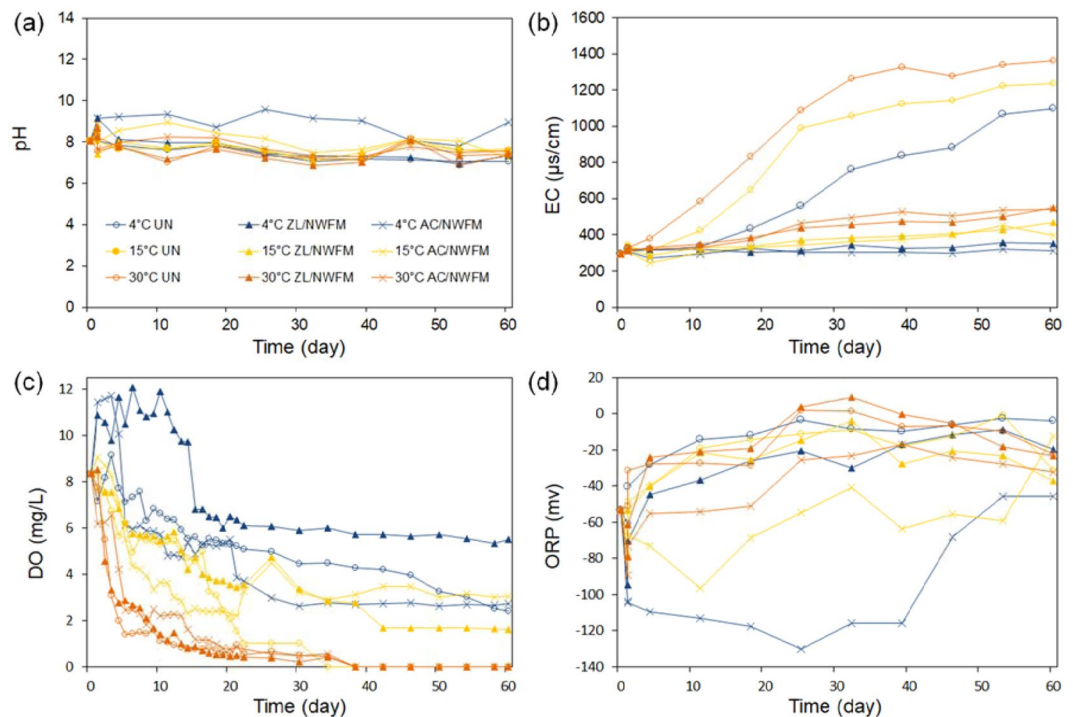 (a)
pH
14
12
10
8
6
4
2
0
4°C UN 4°C ZL/NWFM 4°C AC/NWFM
15°C UN 15°C ZL/NWFM 15°C AC/NWFM
30°C UN 30°C ZL/NWFM 30°C AC/NWFM
0 10 20 30 40 50 60
Time (day)
(b)
EC (µs/cm)
1600
1400
1200
1000
800
600
400
200
0
0 10 20 30 40 50 60
Time (day)
(c)
DO (mg/L)
12
10
8
6
4
2
0
0 10 20 30 40 50 60
Time (day)
(d)
ORP (mv)
20
0
-20
-40
-60
-80
-100
-120
-140
0 10 20 30 40 50 60
Time (day)